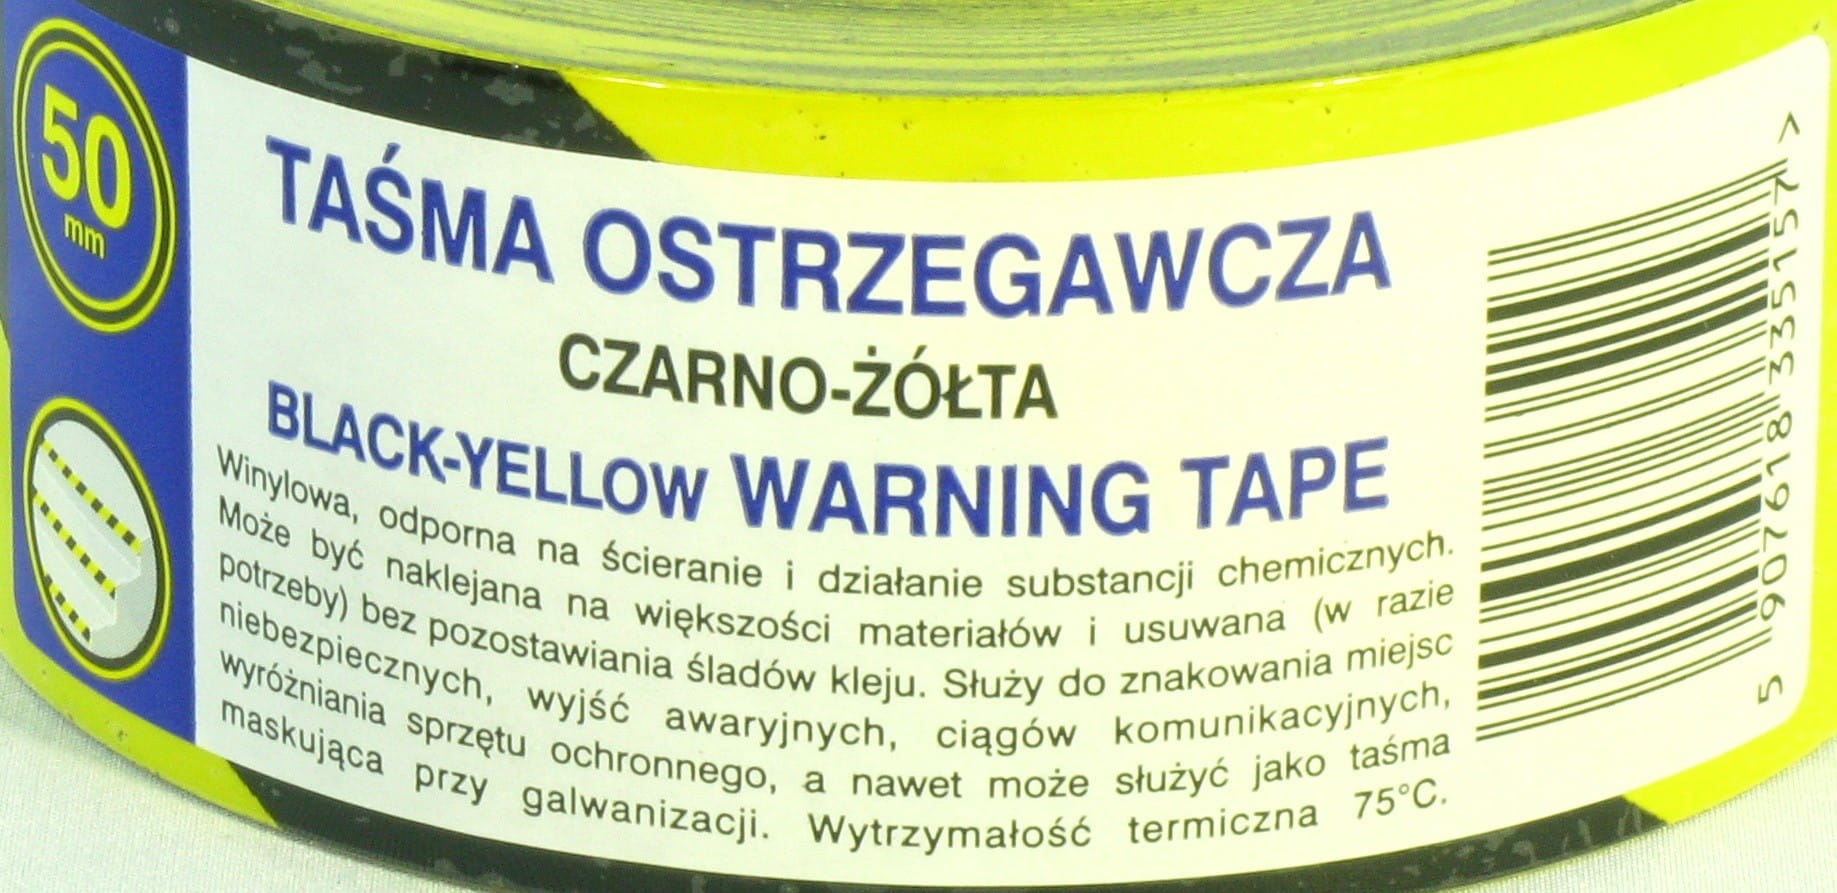 50
mm
TAŚMA OSTRZEGAWCZA
CZARNO-ŻÓŁTA
BLACK-YELLOW WARNING TAPE
Winylowa, odporna na ścieranie i działanie substancji chemicznych.
Może być naklejana na większości materiałów i usuwana (w razie
potrzeby) bez pozostawiania śladów kleju. Służy do znakowania miejsc
niebezpiecznych, wyjść awaryjnych, ciągów komunikacyjnych,
wyróżniania sprzętu ochronnego, a nawet może służyć jako taśma
maskująca przy galwanizacji. Wytrzymałość termiczna 75°C.
5 907618 335157 >